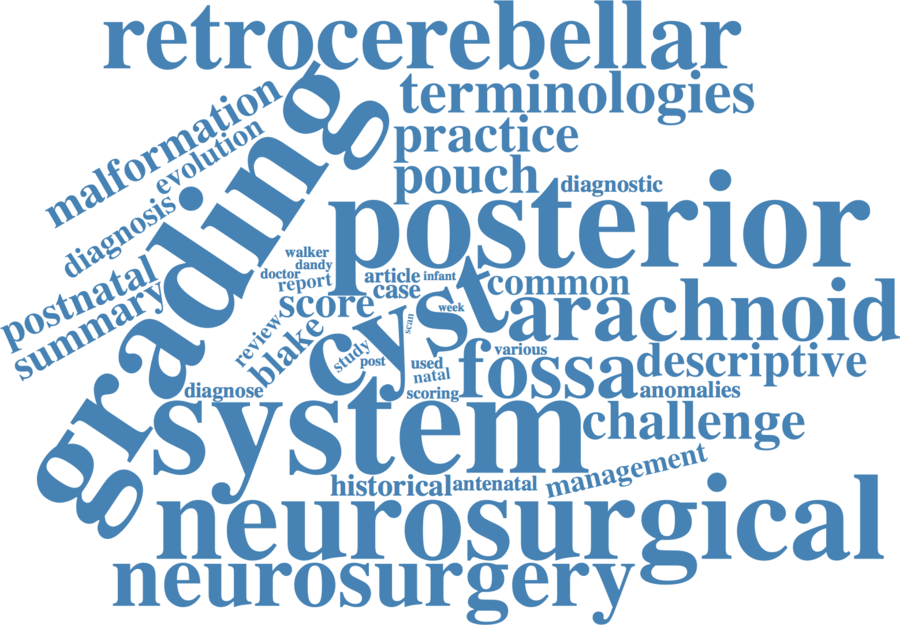 retrocerebellar
terminologies
malformation
grading
practice
evolution
pouch
diagnostic
posterior
diagnosis
walker
dandy
doctor
report
article
infant
case
common
postnatal
summary
score
cyst
week
scan
arachnoid
review
blake
study
post
used
natal
various
fossa
descriptive
diagnose
scoring
anomalies
system
challenge
management
historical
antenatal
neurosurgical
neurosurgery